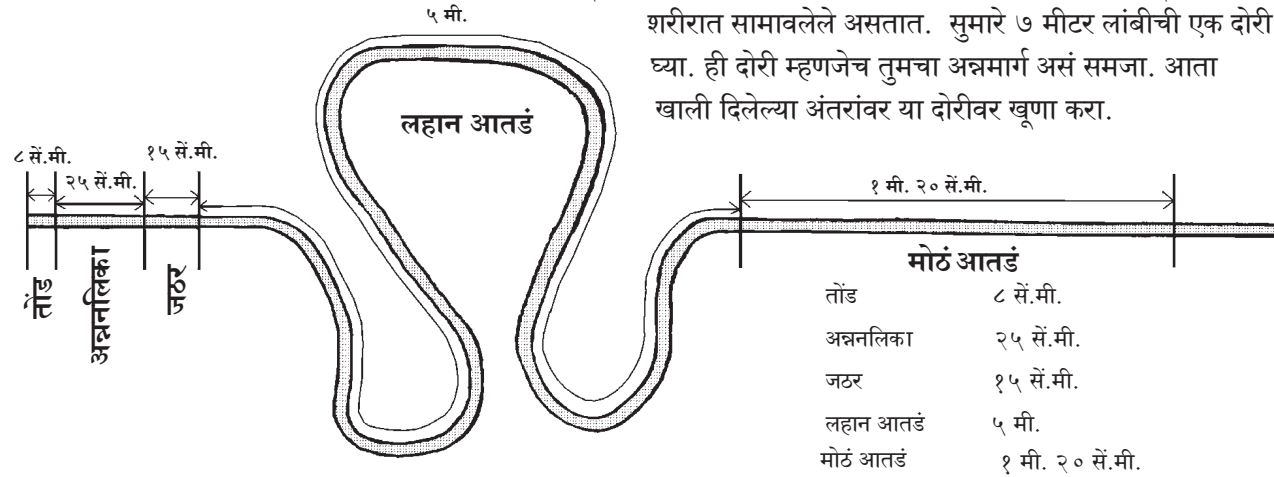 शरीरात सामावलेले असतात. सुमारे ७ मीटर लांबीची एक दोरी
घ्या. ही दोरी म्हणजेच तुमचा अन्नमार्ग असं समजा. आता
खाली दिलेल्या अंतरांवर या दोरीवर खूणा करा.
५ मी.
लहान आतडं
८ सें.मी.
२५ सें.मी.
१५ सें.मी.
१ मी. २० सें.मी.
तोंड
अन्ननलिका
जठर
मोठं आतडं
तोंड ८ सें.मी.
अन्ननलिका २५ सें.मी.
जठर १५ सें.मी.
लहान आतडं ५ मी.
मोठं आतडं १ मी. २० सें.मी.